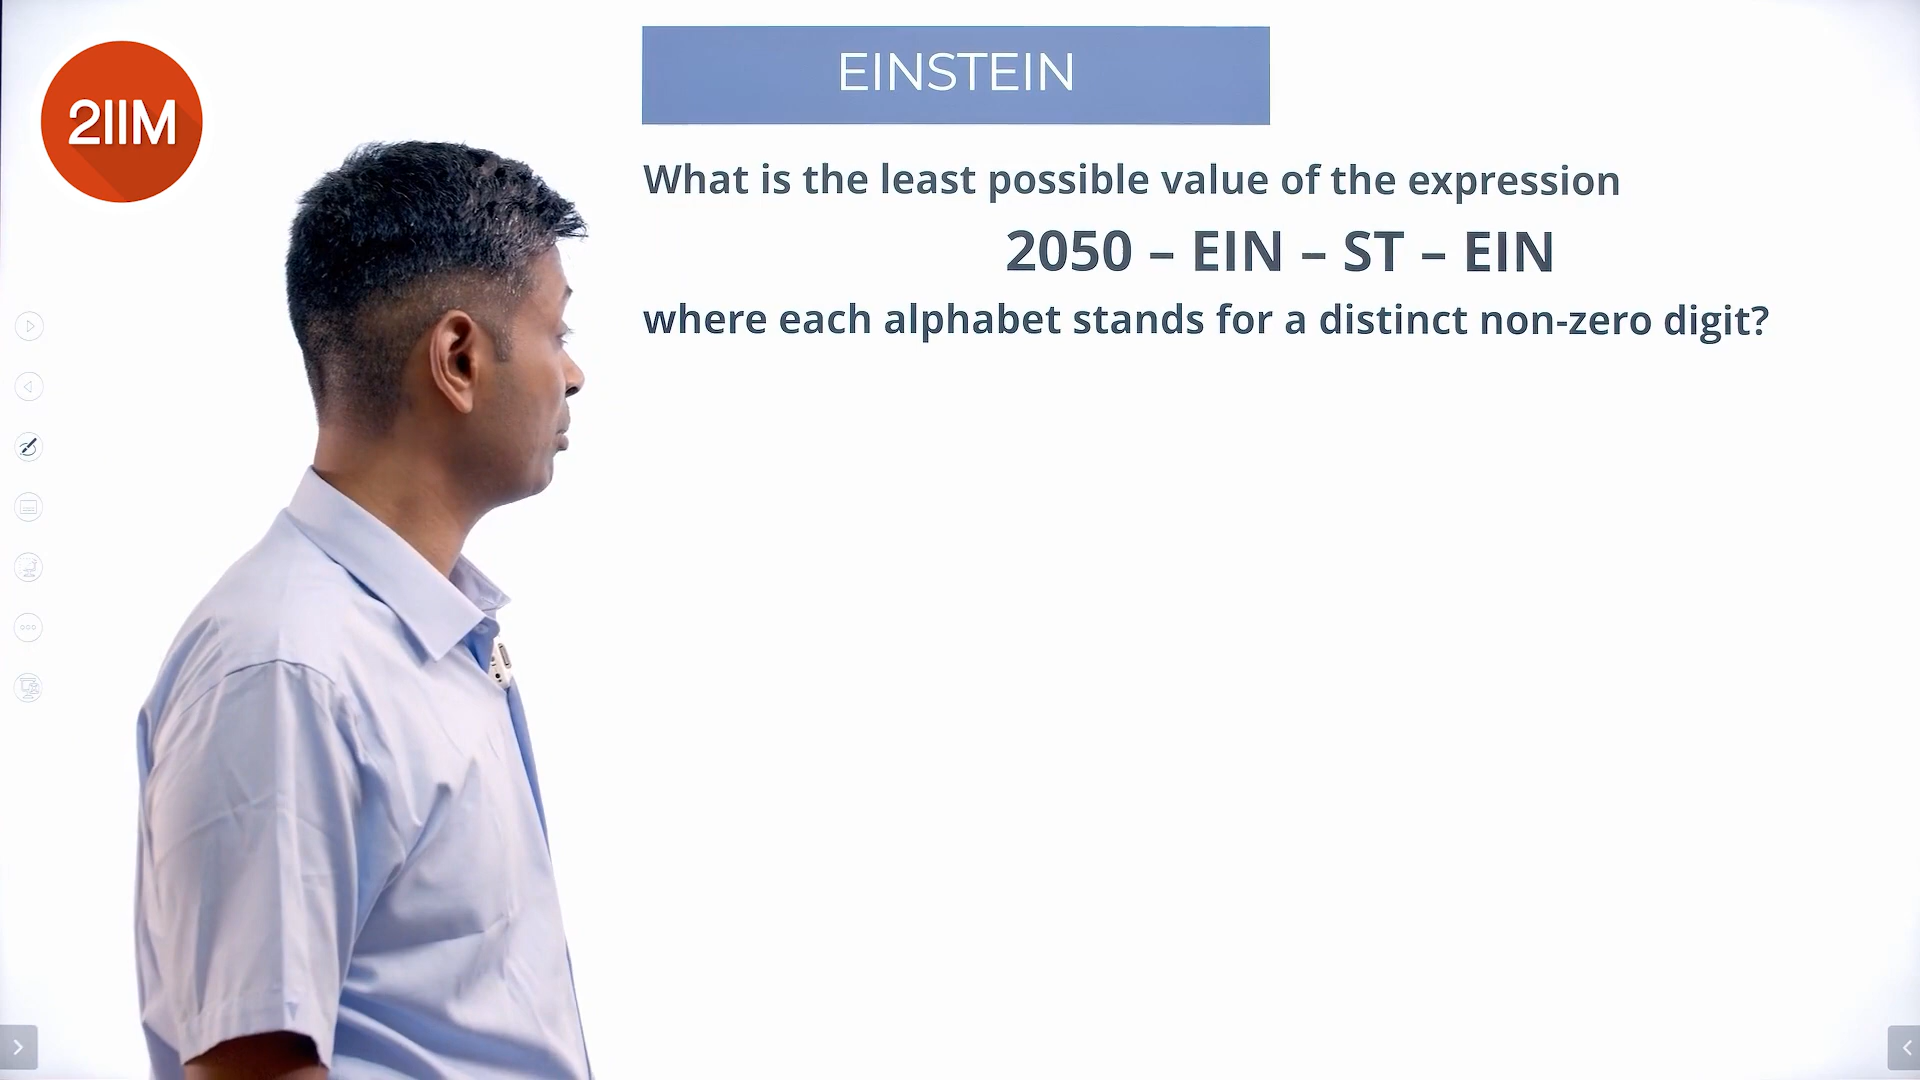 2IIM
EINSTEIN
What is the least possible value of the expression
2050 – EIN – ST – EIN
where each alphabet stands for a distinct non-zero digit?